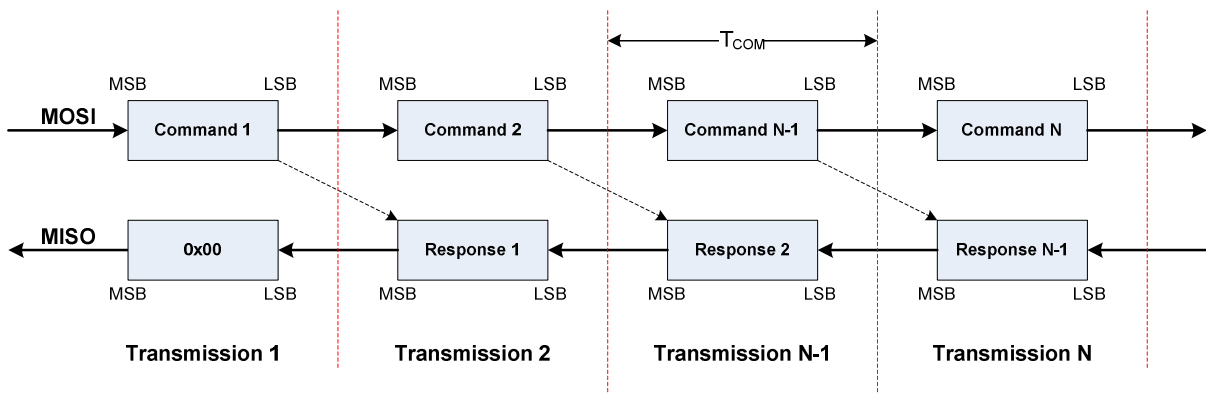 T_COM
MSB LSB MSB LSB MSB LSB MSB LSB
MOSI Command 1 Command 2 Command N-1 Command N
MISO 0x00 Response 1 Response 2 Response N-1
MSB LSB MSB LSB MSB LSB MSB LSB
Transmission 1 Transmission 2 Transmission N-1 Transmission N